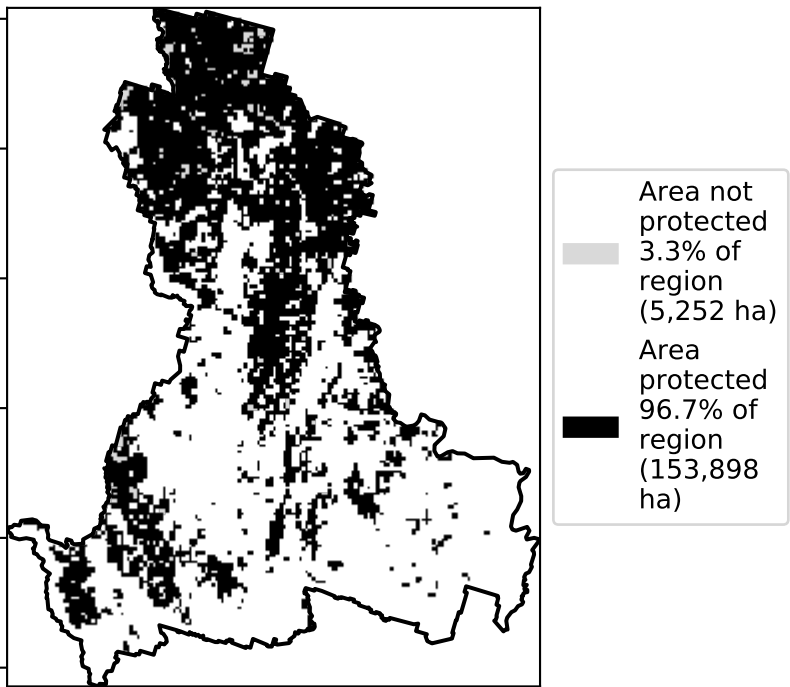 Area not
protected
3.3% of
region
(5,252 ha)
Area
protected
96.7% of
region
(153,898
ha)